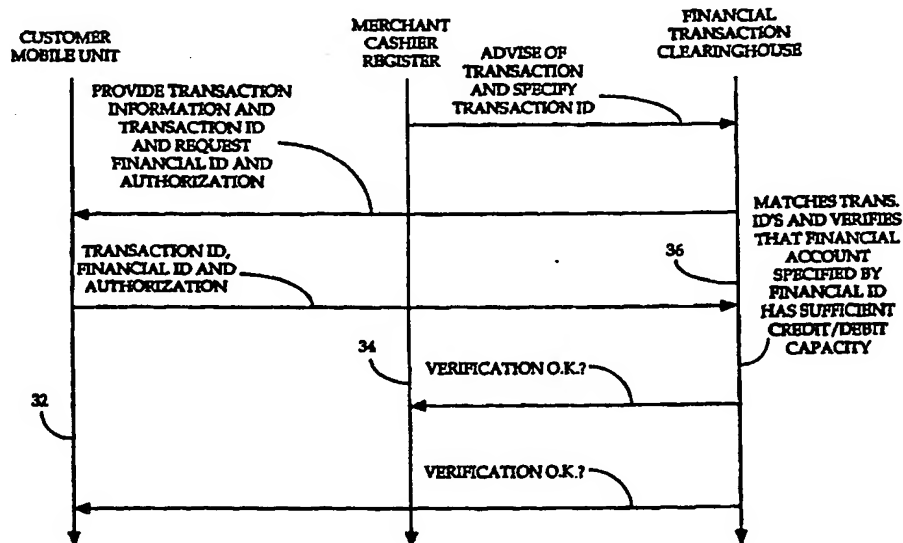 CUSTOMER
MOBILE UNIT
MERCHANT
CASHIER
REGISTER
FINANCIAL
TRANSACTION
CLEARINGHOUSE
ADVISE OF
TRANSACTION
AND SPECIFY
TRANSACTION ID
PROVIDE TRANSACTION
INFORMATION AND
TRANSACTION ID
AND REQUEST
FINANCIAL ID AND
AUTHORIZATION
TRANSACTION ID,
FINANCIAL ID AND
AUTHORIZATION
36
MATCHES TRANS.
ID'S AND VERIFIES
THAT FINANCIAL
ACCOUNT
SPECIFIED BY
FINANCIAL ID
HAS SUFFICIENT
CREDIT/DEBIT
CAPACITY
34
VERIFICATION O.K.?
32
VERIFICATION O.K.?